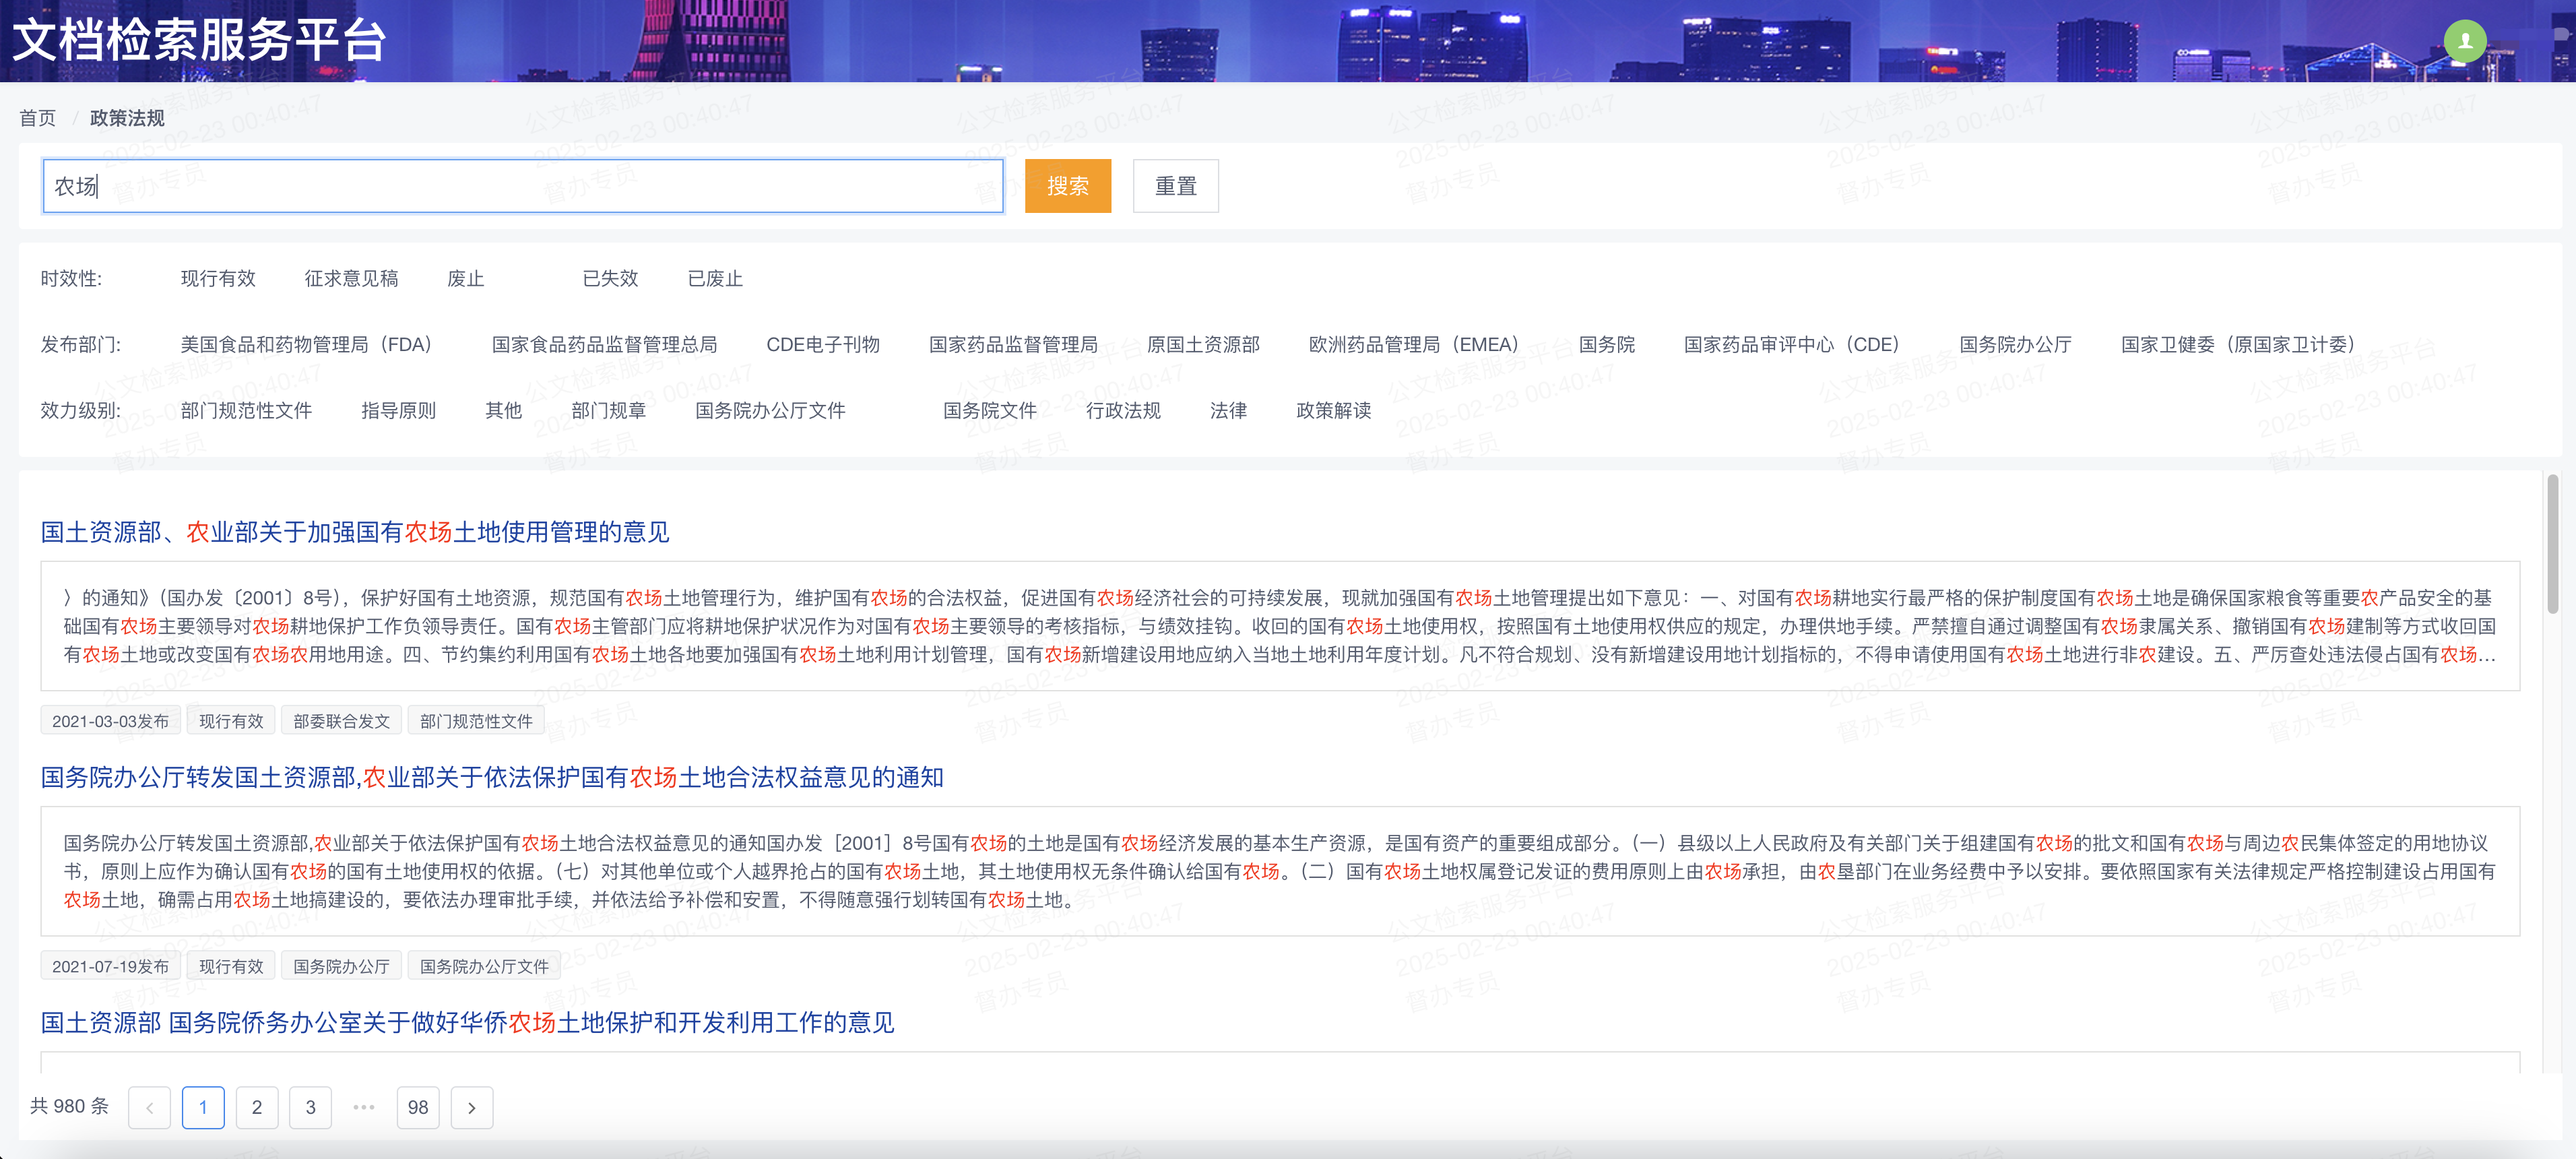 文档检索服务平台
首页 / 政策法规
农场 搜索 重置
时效性: 现行有效 征求意见稿 废止 已失效 已废止
发布部门: 美国食品和药物管理局（FDA） 国家食品药品监督管理总局 CDE电子刊物 国家药品监督管理局 原国土资源部 欧洲药品管理局（EMEA） 国务院 国家药品审评中心（CDE） 国务院办公厅 国家卫健委（原国家卫计委）
效力级别: 部门规范性文件 指导原则 其他 部门规章 国务院办公厅文件 国务院文件 行政法规 法律 政策解读
国土资源部、农业部关于加强国有农场土地使用管理的意见
〉的通知》（国办发〔2001〕8号），保护好国有土地资源，规范国有农场土地管理行为，维护国有农场的合法权益，促进国有农场经济社会的可持续发展，现就加强国有农场土地管理提出如下意见：一、对国有农场耕地实行最严格的保护制度国有农场土地是确保国家粮食等重要农产品安全的基
础国有农场主要领导对农场耕地保护工作负领导责任。国有农场主管部门应将耕地保护状况作为对国有农场主要领导的考核指标，与绩效挂钩。收回的国有农场土地使用权，按照国有土地使用权供应的规定，办理供地手续。严禁擅自通过调整国有农场隶属关系、撤销国有农场建制等方式收回国
有农场土地或改变国有农场农用地用途。四、节约集约利用国有农场土地各地要加强国有农场土地利用计划管理，国有农场新增建设用地应纳入当地土地利用年度计划。凡不符合规划、没有新增建设用地计划指标的，不得申请使用国有农场土地进行非农建设。五、严厉查处违法侵占国有农场…
2021-03-03发布 现行有效 部委联合发文 部门规范性文件
国务院办公厅转发国土资源部,农业部关于依法保护国有农场土地合法权益意见的通知
国务院办公厅转发国土资源部,农业部关于依法保护国有农场土地合法权益意见的通知国办发［2001］8号国有农场的土地是国有农场经济发展的基本生产资源，是国有资产的重要组成部分。（一）县级以上人民政府及有关部门关于组建国有农场的批文和国有农场与周边农民集体签定的用地协议
书，原则上应作为确认国有农场的国有土地使用权的依据。（七）对其他单位或个人越界抢占的国有农场土地，其土地使用权无条件确认给国有农场。（二）国有农场土地权属登记发证的费用原则上由农场承担，由农垦部门在业务经费中予以安排。要依照国家有关法律规定严格控制建设占用国有
农场土地，确需占用农场土地搞建设的，要依法办理审批手续，并依法给予补偿和安置，不得随意强行划转国有农场土地。
2021-07-19发布 现行有效 国务院办公厅 国务院办公厅文件
国土资源部 国务院侨务办公室关于做好华侨农场土地保护和开发利用工作的意见
共 980 条 1 2 3 ••• 98
公文检索服务平台
2025-02-23 00:40:47
督办专员